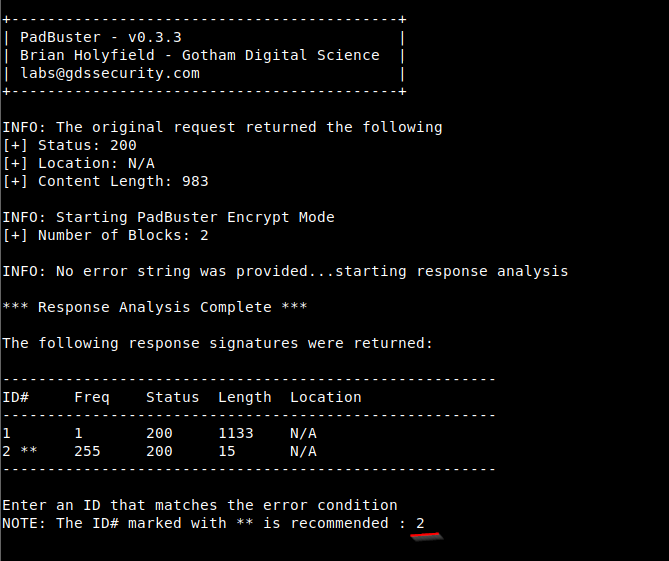 +-------------------------------------------+
| PadBuster - v0.3.3                        |
| Brian Holyfield - Gotham Digital Science  |
| labs@gdssecurity.com                      |
+-------------------------------------------+
INFO: The original request returned the following
[+] Status: 200
[+] Location: N/A
[+] Content Length: 983
INFO: Starting PadBuster Encrypt Mode
[+] Number of Blocks: 2
INFO: No error string was provided...starting response analysis
*** Response Analysis Complete ***
The following response signatures were returned:
-------------------------------------------------------
ID#     Freq    Status  Length  Location
-------------------------------------------------------
1       1       200     1133    N/A
2 **    255     200     15      N/A
-------------------------------------------------------
Enter an ID that matches the error condition
NOTE: The ID# marked with ** is recommended : 2